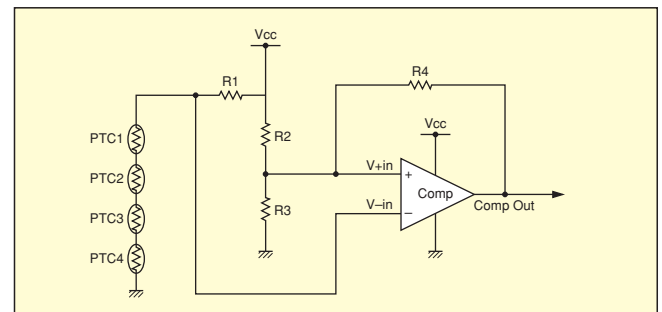 Vcc
R1
R4
PTC1
R2
Vcc
PTC2
V+in
+
Comp
PTC3
R3
V–in
–
Comp Out
PTC4